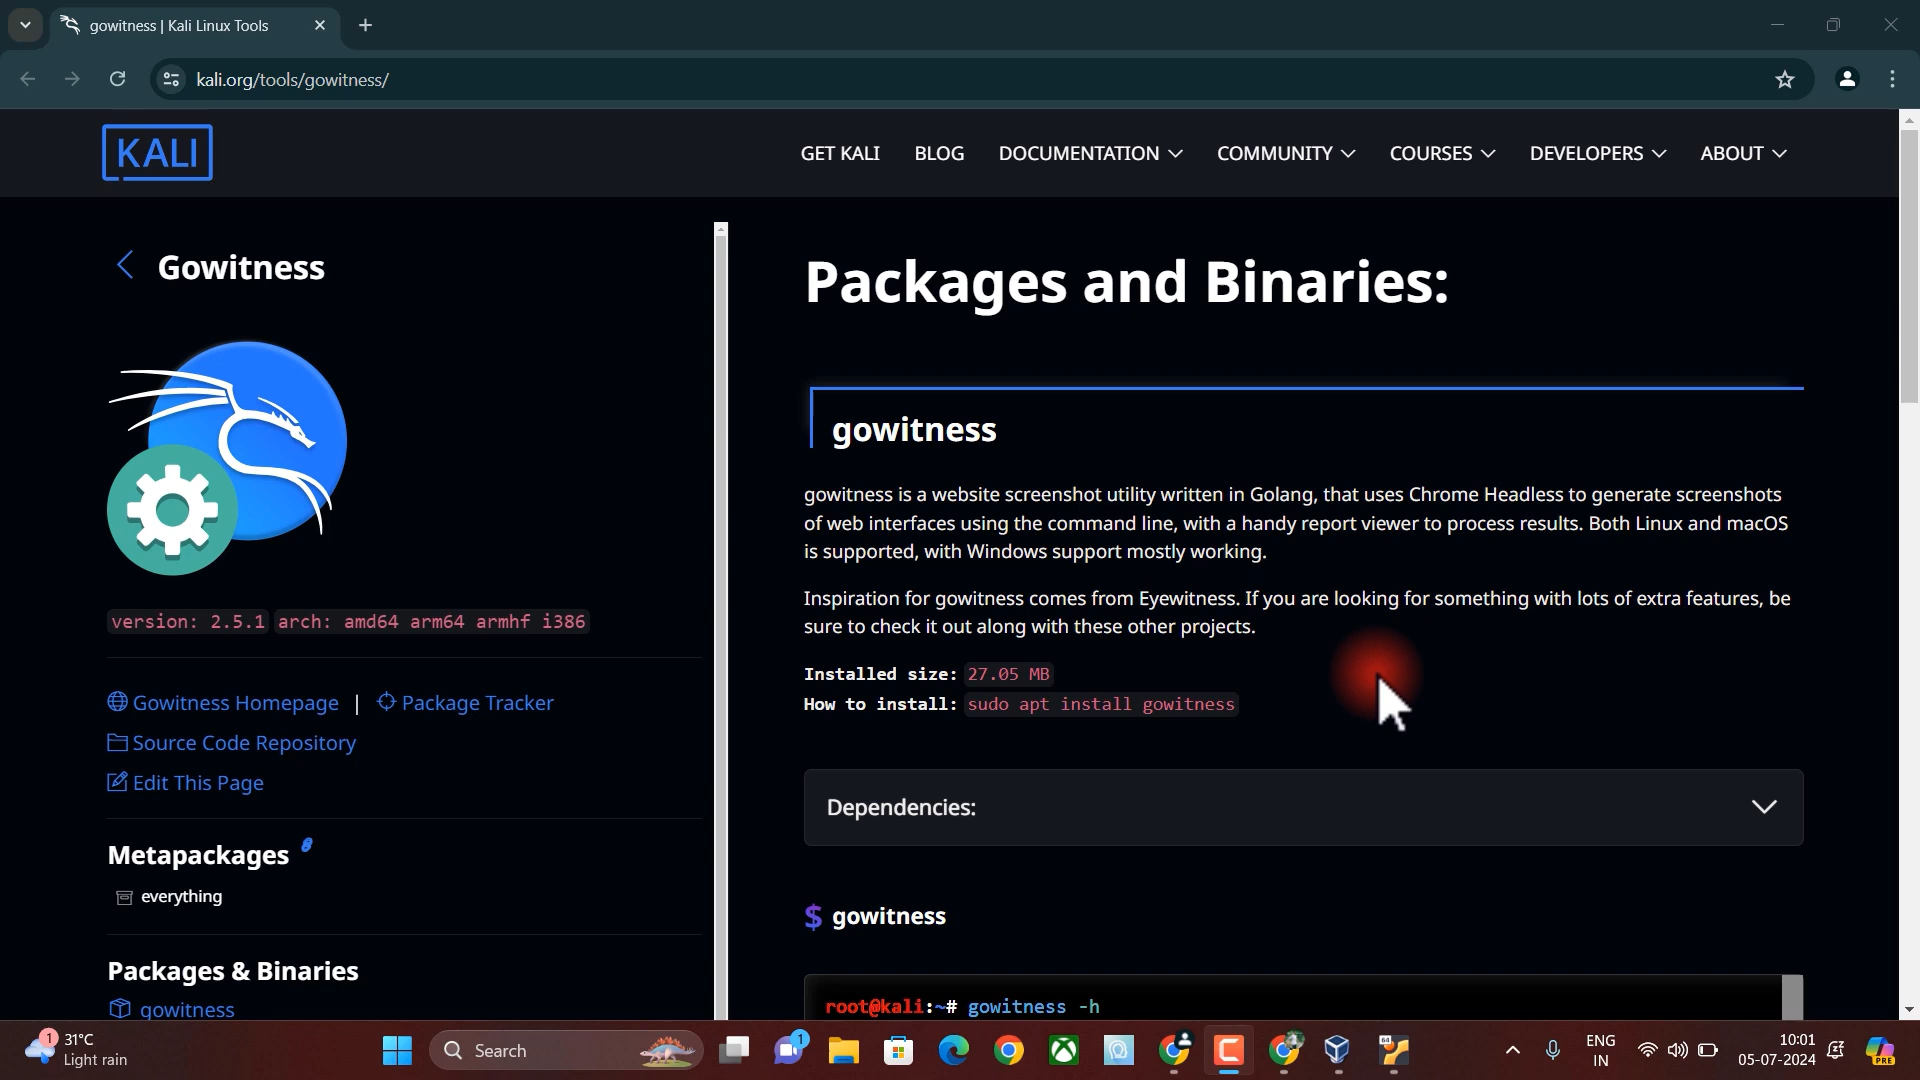 gowitness | Kali Linux Tools
kali.org/tools/gowitness/
KALI
GET KALI
BLOG
DOCUMENTATION
COMMUNITY
COURSES
DEVELOPERS
ABOUT
Gowitness
version: 2.5.1 arch: amd64 arm64 armhf i386
Gowitness Homepage | Package Tracker
Source Code Repository
Edit This Page
Metapackages
everything
Packages & Binaries
gowitness
Packages and Binaries:
gowitness
gowitness is a website screenshot utility written in Golang, that uses Chrome Headless to generate screenshots
of web interfaces using the command line, with a handy report viewer to process results. Both Linux and macOS
is supported, with Windows support mostly working.
Inspiration for gowitness comes from Eyewitness. If you are looking for something with lots of extra features, be
sure to check it out along with these other projects.
Installed size: 27.05 MB
How to install: sudo apt install gowitness
Dependencies:
$ gowitness
root@kali:~# gowitness -h
1
31°C
Light rain
Search
1
64
ENG
IN
10:01
05-07-2024
PRE